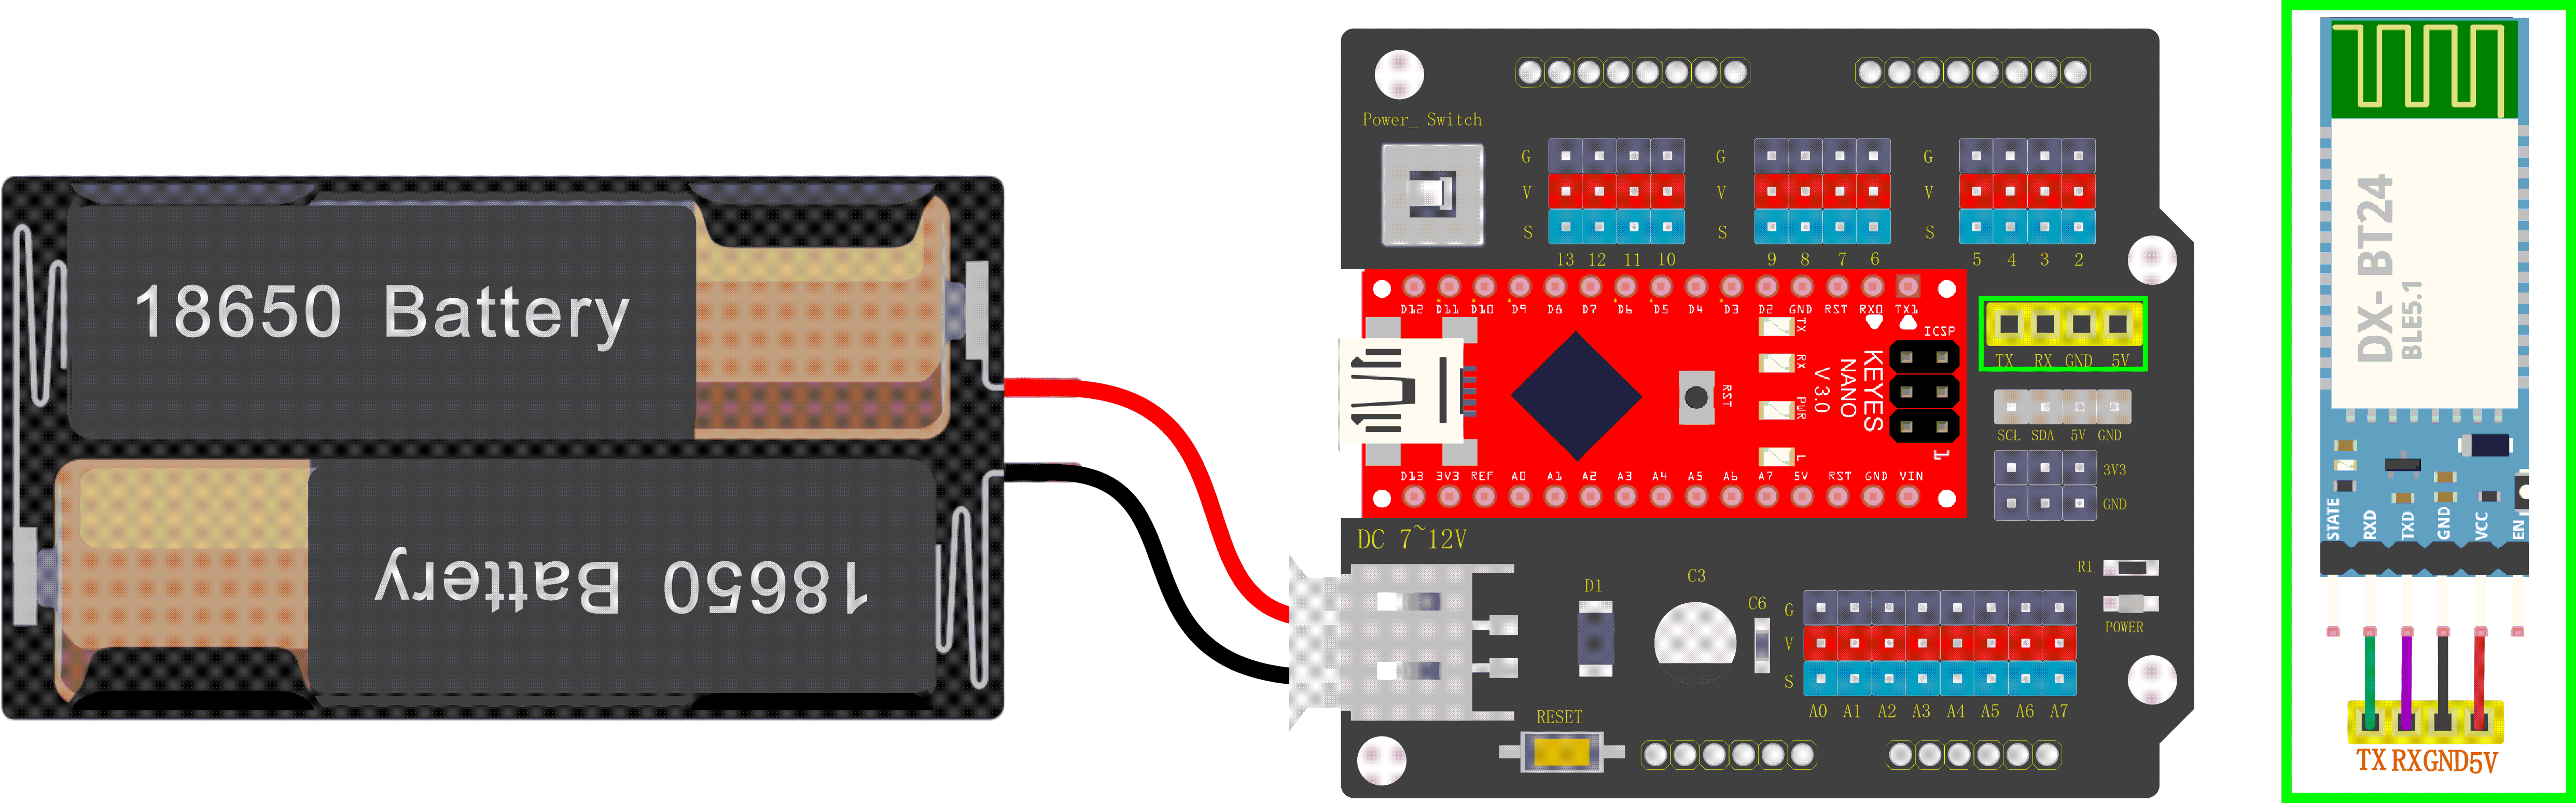 18650 Battery
18650 Battery
Power_ Switch
G
V
S
13 12 11 10
G
V
S
9 8 7 6
G
V
S
5 4 3 2
D12 D11 D10 D9 D8 D7 D6 D5 D4 D3 D2 GND RST RX0 TX1
TX
RX
PWR
L
RST
KEYES
NANO
V 3.0
ICSP
1
D13 3V3 REF A0 A1 A2 A3 A4 A5 A6 A7 5V RST GND VIN
TX RX GND 5V
SCL SDA 5V GND
3V3
GND
DC 7~12V
D1
C3
C6
R1
POWER
G
V
S
A0 A1 A2 A3 A4 A5 A6 A7
RESET
DX- BT24
BLE5.1
STATE
RXD
TXD
GND
VCC
EN
TX RX GND 5V